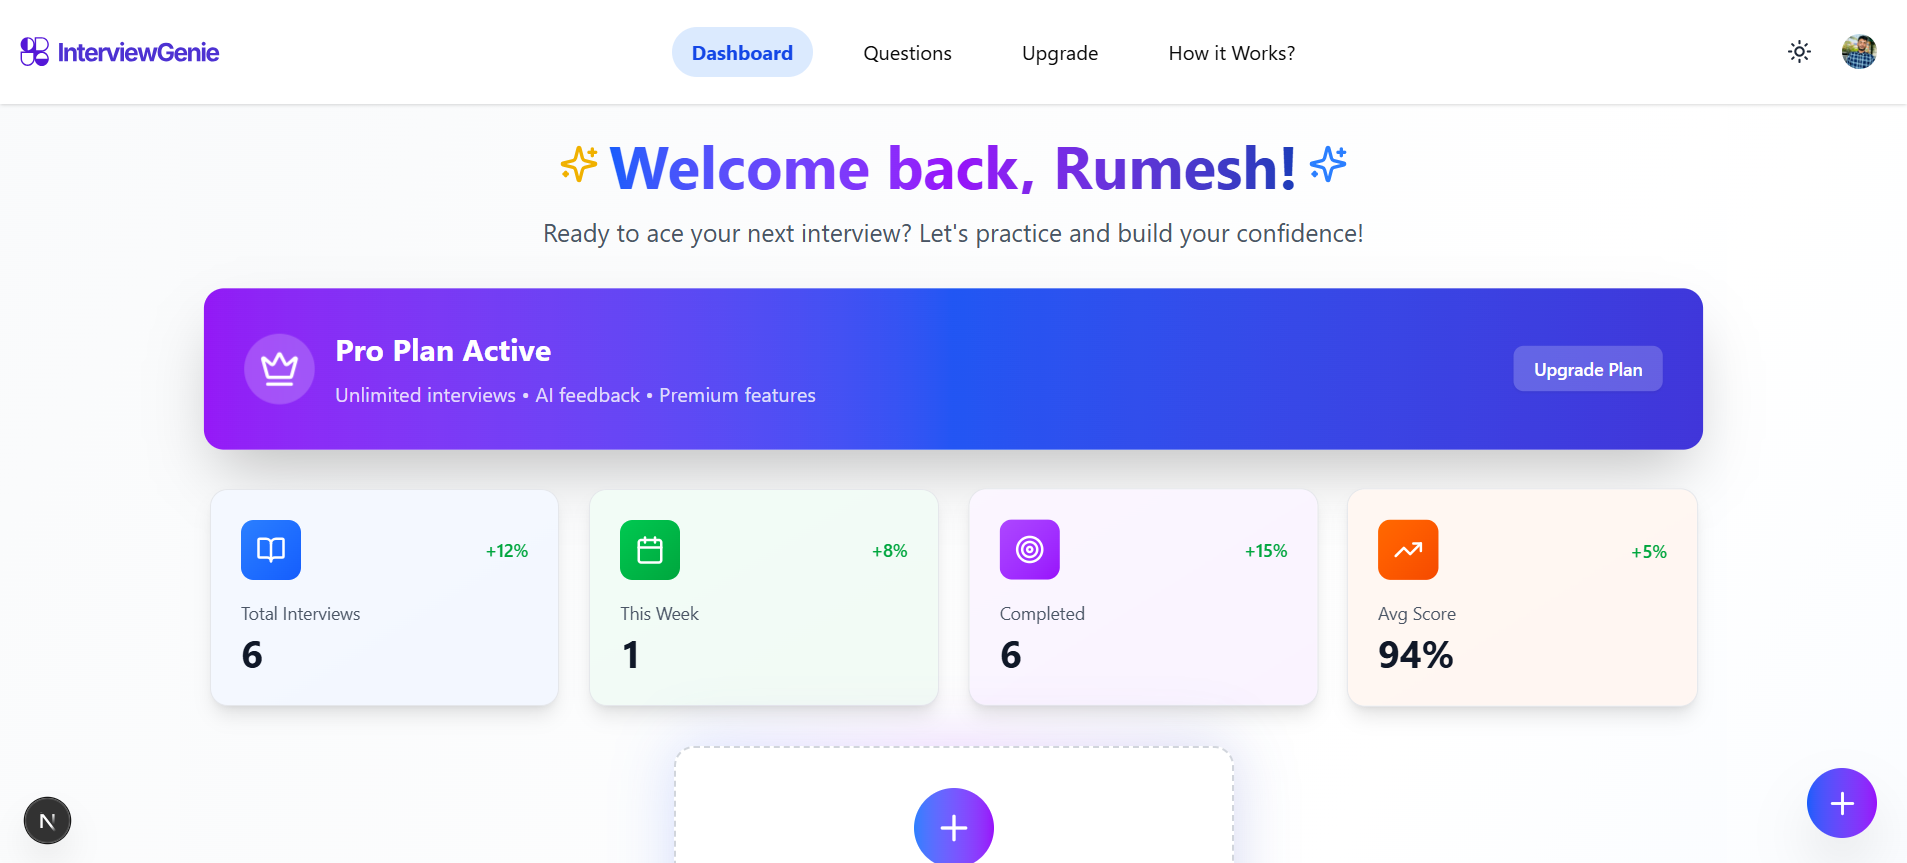 InterviewGenie
Dashboard
Questions
Upgrade
How it Works?
Welcome back, Rumesh!
Ready to ace your next interview? Let's practice and build your confidence!
Pro Plan Active
Unlimited interviews • AI feedback • Premium features
Upgrade Plan
+12%
Total Interviews
6
+8%
This Week
1
+15%
Completed
6
+5%
Avg Score
94%
N